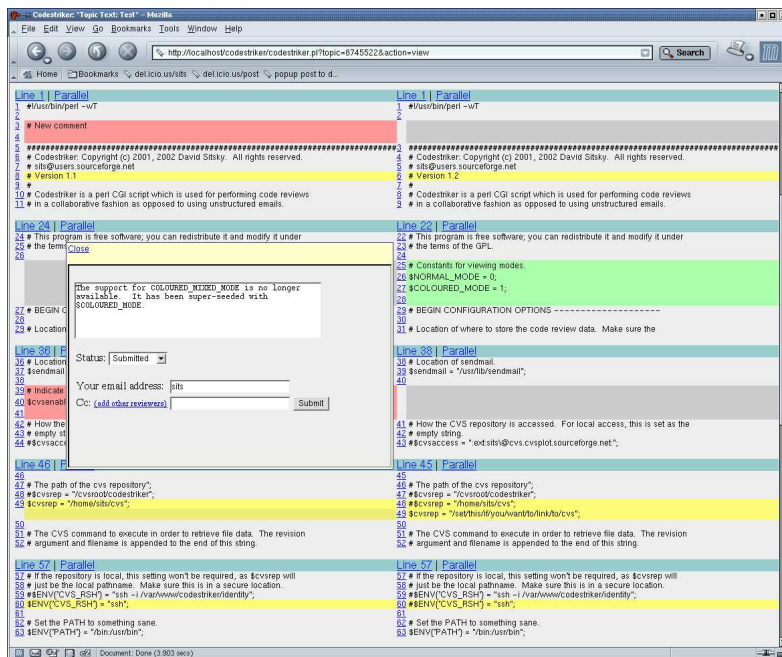 Codestriker: "Topic Text: Test" - Mozilla
File Edit View Go Bookmarks Tools Window Help
http://localhost/codestriker/codestriker.pl?topic=8745522&action=view
Search
Home Bookmarks del.icio.us/sits del.icio.us/post popup post to d...
Line 1 | Parallel
1 #!/usr/bin/perl -wT
2
3 # New comment
4
5 ####################################################################
6 # Codestriker: Copyright (c) 2001, 2002 David Sitsky. All rights reserved.
7 # sits@users.sourceforge.net
8 # Version 1.1
9 #
10 # Codestriker is a perl CGI script which is used for performing code reviews
11 # in a collaborative fashion as opposed to using unstructured emails.
Line 24 | Parallel
24 # This program is free software; you can redistribute it and modify it under
25 # the terms
26
27 # BEGIN C
28
29 # Location
Line 36 | P
36 # Location
37 $sendmail
38
39 # Indicate
40 $cvsenabl
41
42 # How the
43 # empty st
44 #$cvsacce
Line 46 | P
46
47 # The path of the cvs repository";
48 #$cvsrep = "/cvsroot/codestriker";
49 $cvsrep = "/home/sits/cvs";
50
51 # The CVS command to execute in order to retrieve file data. The revision
52 # argument and filename is appended to the end of this string.
Line 57 | Parallel
57 # If the repository is local, this setting won't be required, as $cvsrep will
58 # just be the local pathname. Make sure this is in a secure location.
59 #$ENV{'CVS_RSH'} = "ssh -i /var/www/codestriker/identity";
60 $ENV{'CVS_RSH'} = "ssh";
61
62 # Set the PATH to something sane.
63 $ENV{'PATH'} = "/bin:/usr/bin";
Close
The support for COLOURED_MIXED_MODE is no longer
available. It has been super-seeded with
$COLOURED_MODE.
Status: Submitted
Your email address: sits
Cc: (add other reviewers)
Submit
Line 1 | Parallel
1 #!/usr/bin/perl -wT
2
3 ####################################################################
4 # Codestriker: Copyright (c) 2001, 2002 David Sitsky. All rights reserved.
5 # sits@users.sourceforge.net
6 # Version 1.2
7 #
8 # Codestriker is a perl CGI script which is used for performing code reviews
9 # in a collaborative fashion as opposed to using unstructured emails.
Line 22 | Parallel
22 # This program is free software; you can redistribute it and modify it under
23 # the terms of the GPL.
24
25 # Constants for viewing modes.
26 $NORMAL_MODE = 0;
27 $COLOURED_MODE = 1;
28
29 # BEGIN CONFIGURATION OPTIONS --------------------
30
31 # Location of where to store the code review data. Make sure the
Line 38 | Parallel
38 # Location of sendmail.
39 $sendmail = "/usr/lib/sendmail";
40
41 # How the CVS repository is accessed. For local access, this is set as the
42 # empty string.
43 #$cvsaccess = ":ext:sits\@cvs.cvsplot.sourceforge.net:";
Line 45 | Parallel
45
46 # The path of the cvs repository";
47 #$cvsrep = "/cvsroot/codestriker";
48 $cvsrep = "/home/sits/cvs";
49 $cvsrep = "/set/this/if/you/want/to/link/to/cvs";
50
51 # The CVS command to execute in order to retrieve file data. The revision
52 # argument and filename is appended to the end of this string.
Line 57 | Parallel
57 # If the repository is local, this setting won't be required, as $cvsrep will
58 # just be the local pathname. Make sure this is in a secure location.
59 #$ENV{'CVS_RSH'} = "ssh -i /var/www/codestriker/identity";
60 #$ENV{'CVS_RSH'} = "ssh";
61
62 # Set the PATH to something sane.
63 $ENV{'PATH'} = "/bin:/usr/bin";
Document: Done (3.903 secs)